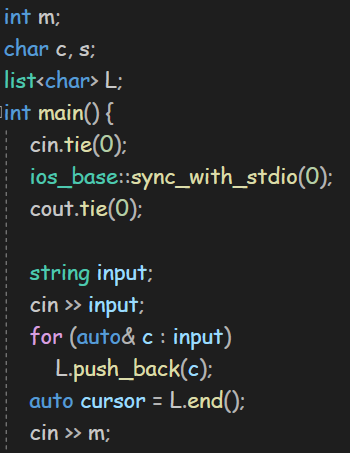 int m;
char c, s;
list<char> L;
int main() {
cin.tie(0);
ios_base::sync_with_stdio(0);
cout.tie(0);
string input;
cin >> input;
for (auto& c : input)
L.push_back(c);
auto cursor = L.end();
cin >> m;